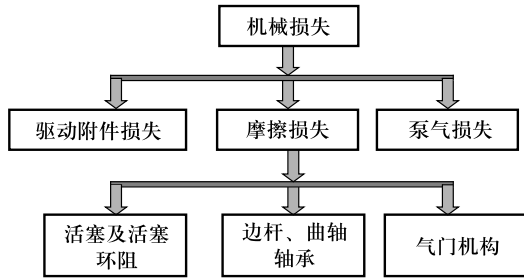 机械损失
驱动附件损失
摩擦损失
泵气损失
活塞及活塞
环阻
边杆、曲轴
轴承
气门机构